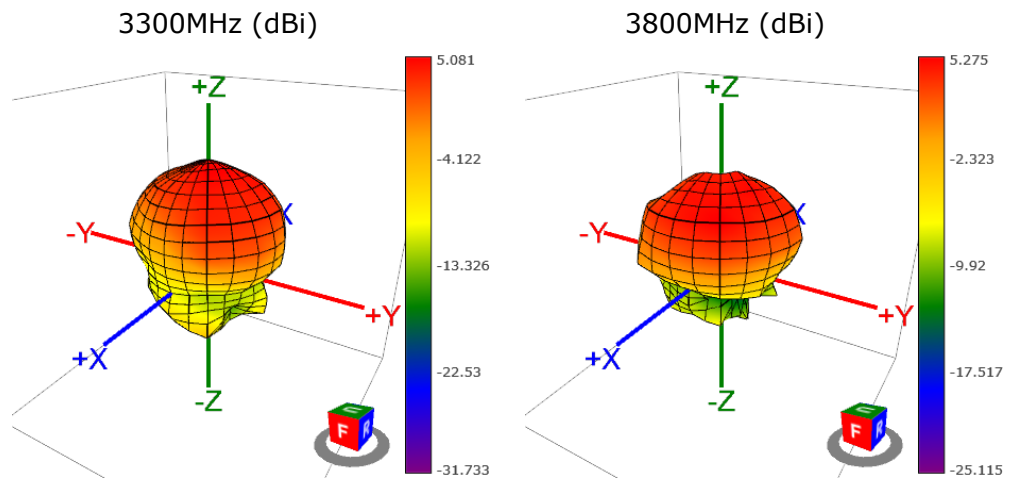 3300MHz (dBi)
3800MHz (dBi)
5.081
-4.122
-13.326
-22.53
-31.733
+Z
-Y
X
+Y
+X
-Z
F
R
5.275
-2.323
-9.92
-17.517
-25.115
+Z
-Y
X
+Y
+X
-Z
F
R